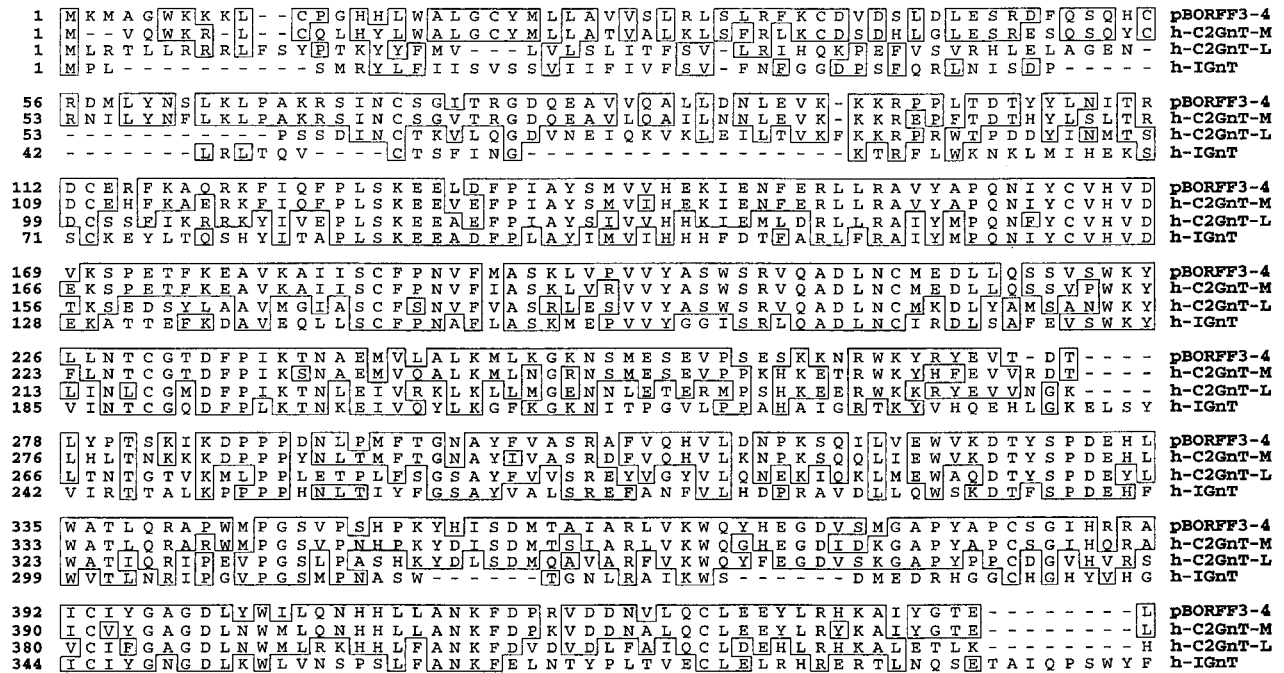 1 MKMAGWKKKL--CPGHHLWALGCYMLLAVVSLRLSLRFKCDVDSLDLESRDFQSQHC pBORFF3-4
1 M--VQWKR-L--CQLHYLWALGCYMLLATVALKLSFRLKCDSDHLGLESRESQSQYC h-C2GnT-M
1 MLRTLLRRRLFSYPTKYYFMV---LVLSLITFSV-LRIHQKPEFVSVRHLELAGEN- h-C2GnT-L
1 MPL----------SMRYLFIISVSSVIIFIVFSV-FNFGGDPSFQRLNISDP----- h-IGnT
56 RDMLYNSLKLPAKRSINCSGITRGDQEAVVQALLDNLEVK-KKRPPLTDTYYLNITR pBORFF3-4
53 RNILYNFLKLPAKRSINCSGVTRGDQEAVLQAILNNLEVK-KKREPFTDTHYLSLTR h-C2GnT-M
53 -----------PSSDINCTKVLQGDVNEIQKVKLEILTVKFKKRPRWTPDDYINMTS h-C2GnT-L
42 -------LRLTQV----CTSFING-----------------KTRFLWKNKLMIHEKS h-IGnT
112 DCERFKAQRKFIQFPLSKEELDFPIAYSMVVHEKIENFERLLRAVYAPQNIYCVHVD pBORFF3-4
109 DCEHFKAERKFIQFPLSKEEVEFPIAYSMVIHEKIENFERLLRAVYAPQNIYCVHVD h-C2GnT-M
99 DCSSFIKRRKYIVEPLSKEEAEFPIAYSIVVHHKIEMLDRLLRAIYMPQNFYCVHVD h-C2GnT-L
71 SCKEYLTQSHYITAPLSKEEADFPLAYIMVIHHHFDTFARLFRAIYMPQNIYCVHVD h-IGnT
169 VKSPETFKEAVKAIISCFPNVFMASKLVPVVYASWSRVQADLNCMEDLLQSSVSWKY pBORFF3-4
166 EKSPETFKEAVKAIISCFPNVFIASKLVRVVYASWSRVQADLNCMEDLLQSSVPWKY h-C2GnT-M
156 TKSEDSYLAAVMGIASCFSNVFVASRLESVVYASWSRVQADLNCMKDLYAMSANWKY h-C2GnT-L
128 EKATTEFKDAVEQLLSCFPNAFLASKMEPVVYGGISRLQADLNCIRDLSAFEVSWKY h-IGnT
226 LLNTCGTDFPIKTNAEMVLALKMLKGKNSMESEVPSESKKNRWKYRYEVT-DT---- pBORFF3-4
223 FLNTCGTDFPIKSNAEMVQALKMLNGRNSMESEVPPKHKETRWKYHFEVVRDT---- h-C2GnT-M
213 LINLCGMDFPIKTNLEIVRKLKLLMGENNLETERMPSHKEERWKKRYEVVNGK---- h-C2GnT-L
185 VINTCGQDFPLKTNKEIVQYLKGFKGKNITPGVLPPAHAIGRTKYVHQEHLGKELSY h-IGnT
278 LYPTSKIKDPPPDNLPMFTGNAYFVASRAFVQHVLDNPKSQILVEWVKDTYSPDEHL pBORFF3-4
276 LHLTNKKKDPPPYNLTMFTGNAYIVASRDFVQHVLKNPKSQQLIEWVKDTYSPDEHL h-C2GnT-M
266 LTNTGTVKMLPPLETPLFSGSAYFVVSREYVGYVLQNEKIQKLMEWAQDTYSPDEYL h-C2GnT-L
242 VIRTTALKPPPPHNLTIYFGSAYVALSREFANFVLHDPRAVDLLQWSKDTFSPDEHF h-IGnT
335 WATLQRAPWMPGSVPSHPKYHISDMTAIARLVKWQYHEGDVSMGAPYAPCSGIHRRA pBORFF3-4
333 WATLQRARWMPGSVPNHPKYDISDMTSIARLVKWQGHEGDIDKGAPYAPCSGIHQRA h-C2GnT-M
323 WATIQRIPEVPGSLPASHKYDLSDMQAVARFVKWQYFEGDVSKGAPYPPCDGVHVRS h-C2GnT-L
299 WVTLNRIPGVPGSMPNASW------TGNLRAIKWS----DMEDRHGGCHGHYVHG h-IGnT
392 ICIYGAGDLYWILQNHHLLANKFDPRVDDNVLQCLEEYLRHKAIYGTE--------L pBORFF3-4
390 ICVYGAGDLNWMLQNHHLLANKFDPKVDDNALQCLEEYLRYKAIYGTE--------L h-C2GnT-M
380 VCIFGAGDLNWMLRKHHLFANKFDVDVDLFAIQCLDEHLRHKALETLK--------H h-C2GnT-L
344 ICIYGNGDLKWLVNSPSLFANKFELNTYPLTVECLELRHRERTLNQSETAIQPSWYF h-IGnT